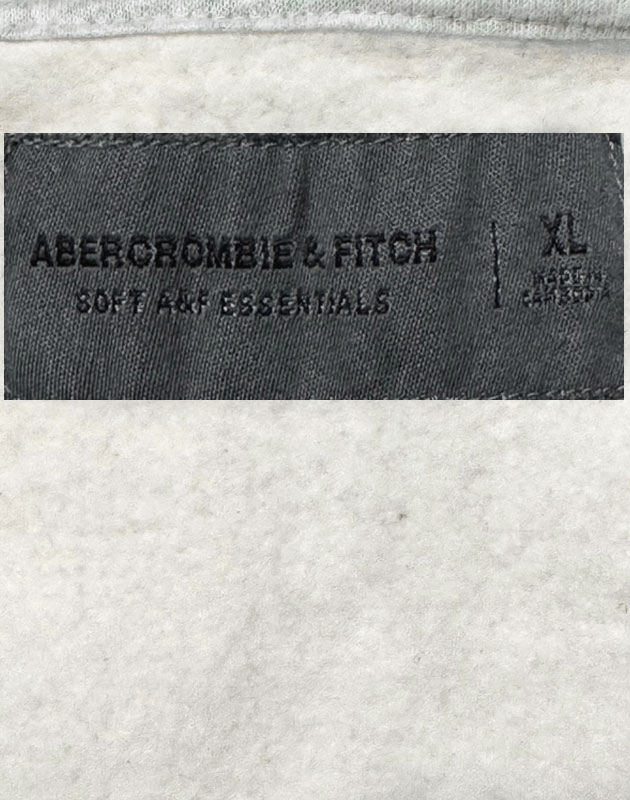 ABERCROMBIE & FITCH
SOFT A&F ESSENTIALS
XL
MADE IN
CAMBODIA